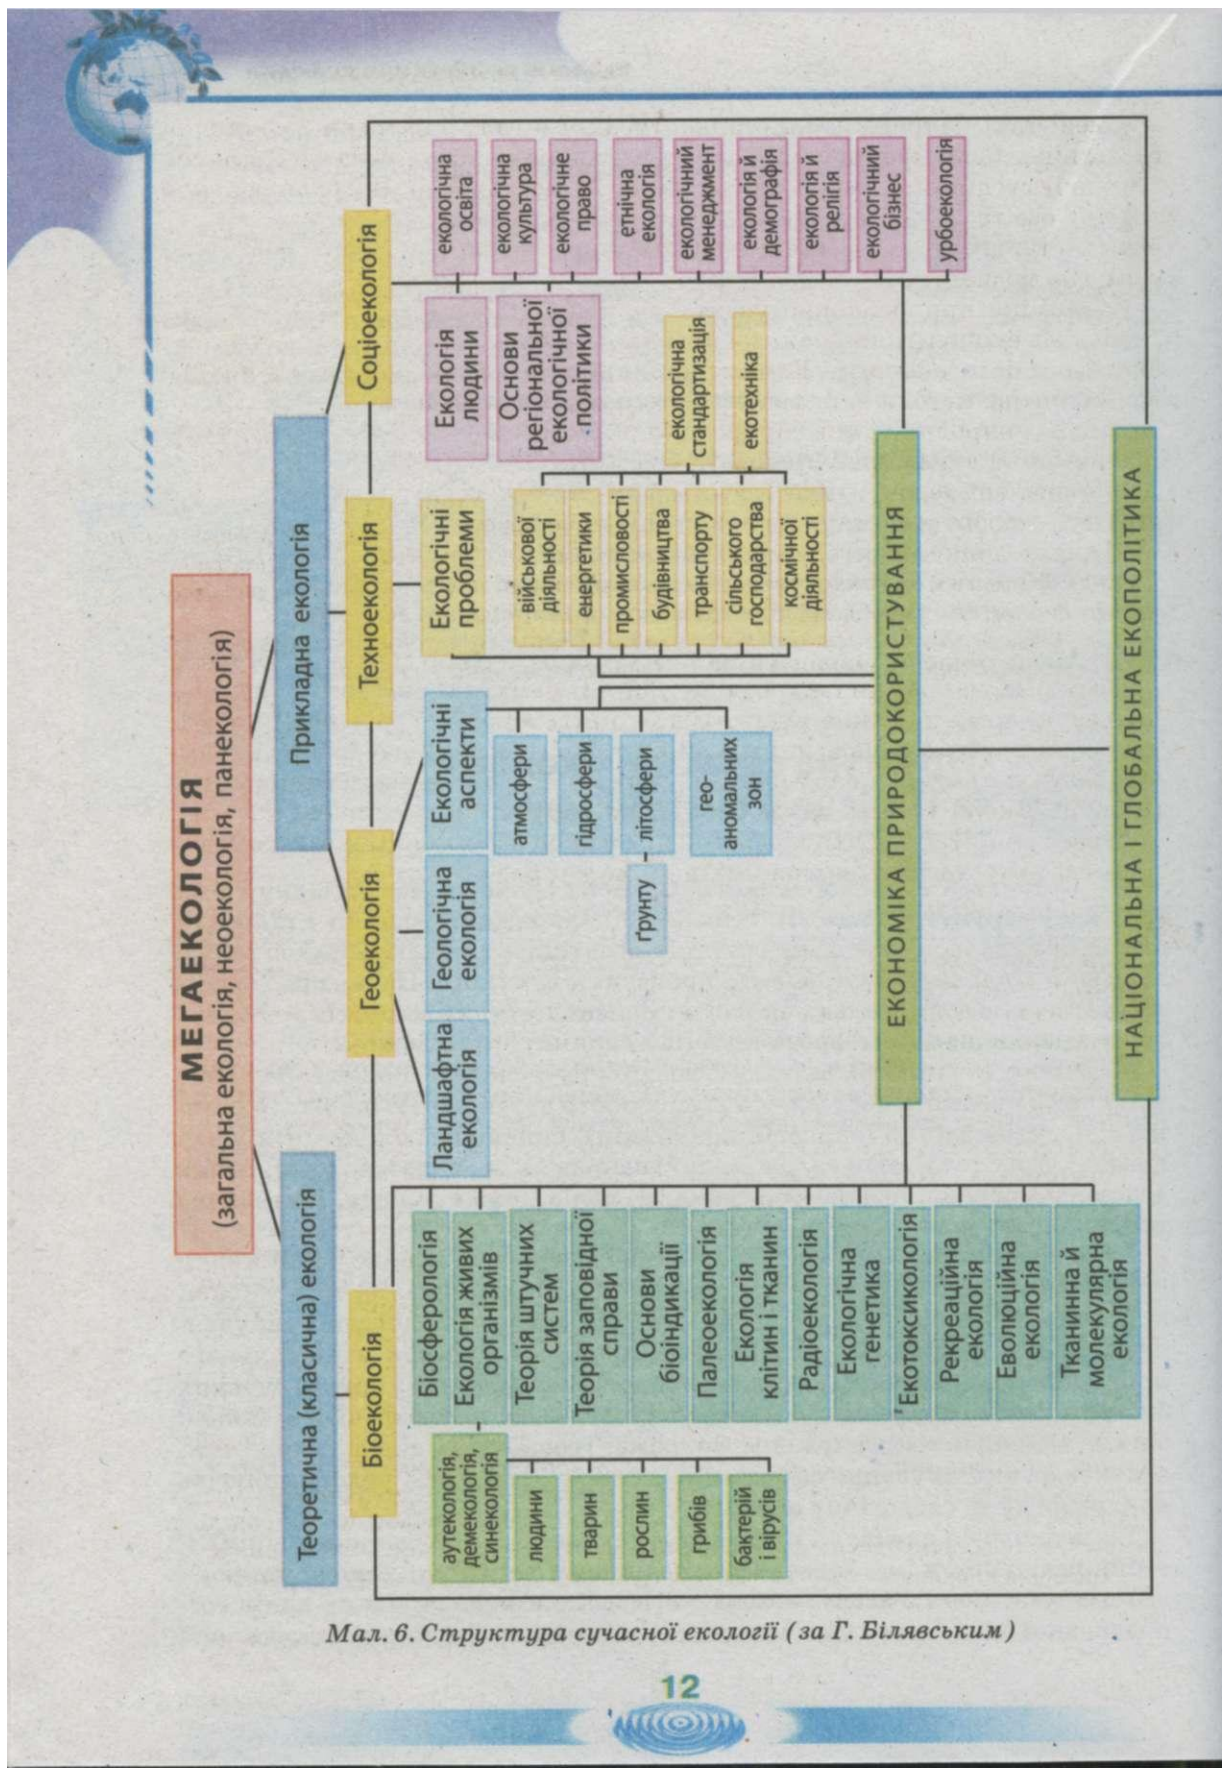 МЕГАЕКОЛОГІЯ
(загальна екологія, неоекологія, панекологія)
Теоретична (класична) екологія
Прикладна екологія
Біоекологія
Геоекологія
Техноекологія
Соціоекологія
аутекологія,
демекологія,
синекологія
людини
тварин
рослин
грибів
бактерій
і вірусів
Біосферологія
Екологія живих
організмів
Теорія штучних
систем
Теорія заповідної
справи
Основи
біоіндикації
Палеоекологія
Екологія
клітин і тканин
Радіоекологія
Екологічна
генетика
Екотоксикологія
Рекреаційна
екологія
Еволюційна
екологія
Тканинна й
молекулярна
екологія
Ландшафтна
екологія
Геологічна
екологія
Екологічні
аспекти
атмосфери
гідросфери
ґрунту
літосфери
гео-
аномальних
зон
Екологічні
проблеми
військової
діяльності
енергетики
промисловості
будівництва
транспорту
сільського
господарства
космічної
діяльності
екологічна
стандартизація
екотехніка
Екологія
людини
Основи
регіональної
екологічної
політики
екологічна
освіта
екологічна
культура
екологічне
право
етнічна
екологія
екологічний
менеджмент
екологія й
демографія
екологія й
релігія
екологічний
бізнес
урбоекологія
ЕКОНОМІКА ПРИРОДОКОРИСТУВАННЯ
НАЦІОНАЛЬНА І ГЛОБАЛЬНА ЕКОПОЛІТИКА
Мал. 6. Структура сучасної екології (за Г. Білявським)
12